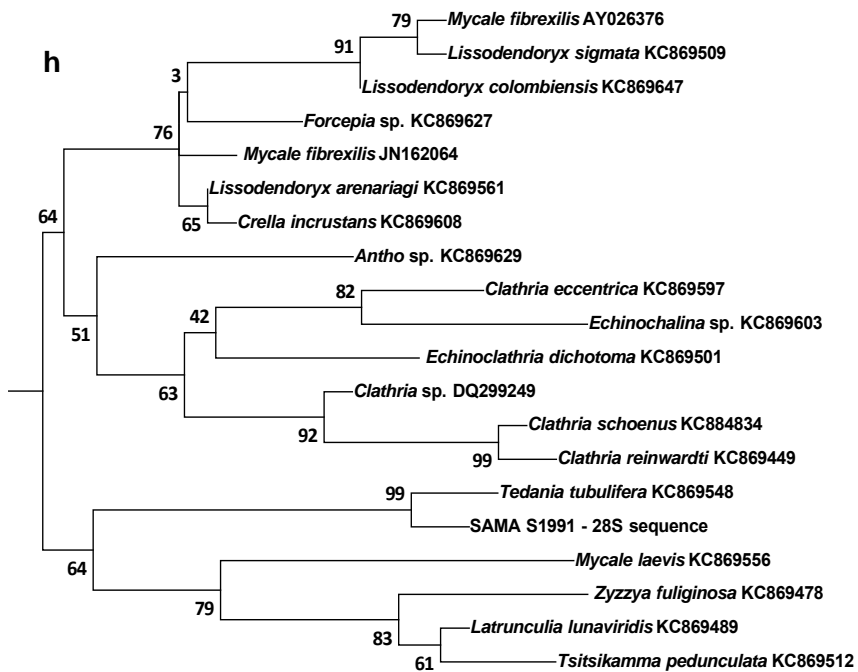 79
Mycale fibrexilis AY026376
h
91
Lissodendoryx sigmata KC869509
3
Lissodendoryx colombiensis KC869647
Forcepia sp. KC869627
76
Mycale fibrexilis JN162064
Lissodendoryx arenariagi KC869561
64
65
Crella incrustans KC869608
Antho sp. KC869629
82
Clathria eccentrica KC869597
42
51
Echinochalina sp. KC869603
Echinoclathria dichotoma KC869501
63
Clathria sp. DQ299249
92
Clathria schoenus KC884834
99
Clathria reinwardti KC869449
99
Tedania tubulifera KC869548
SAMA S1991 - 28S sequence
64
Mycale laevis KC869556
79
Zyzzya fuliginosa KC869478
83
Latrunculia lunaviridis KC869489
61
Tsitsikamma pedunculata KC869512